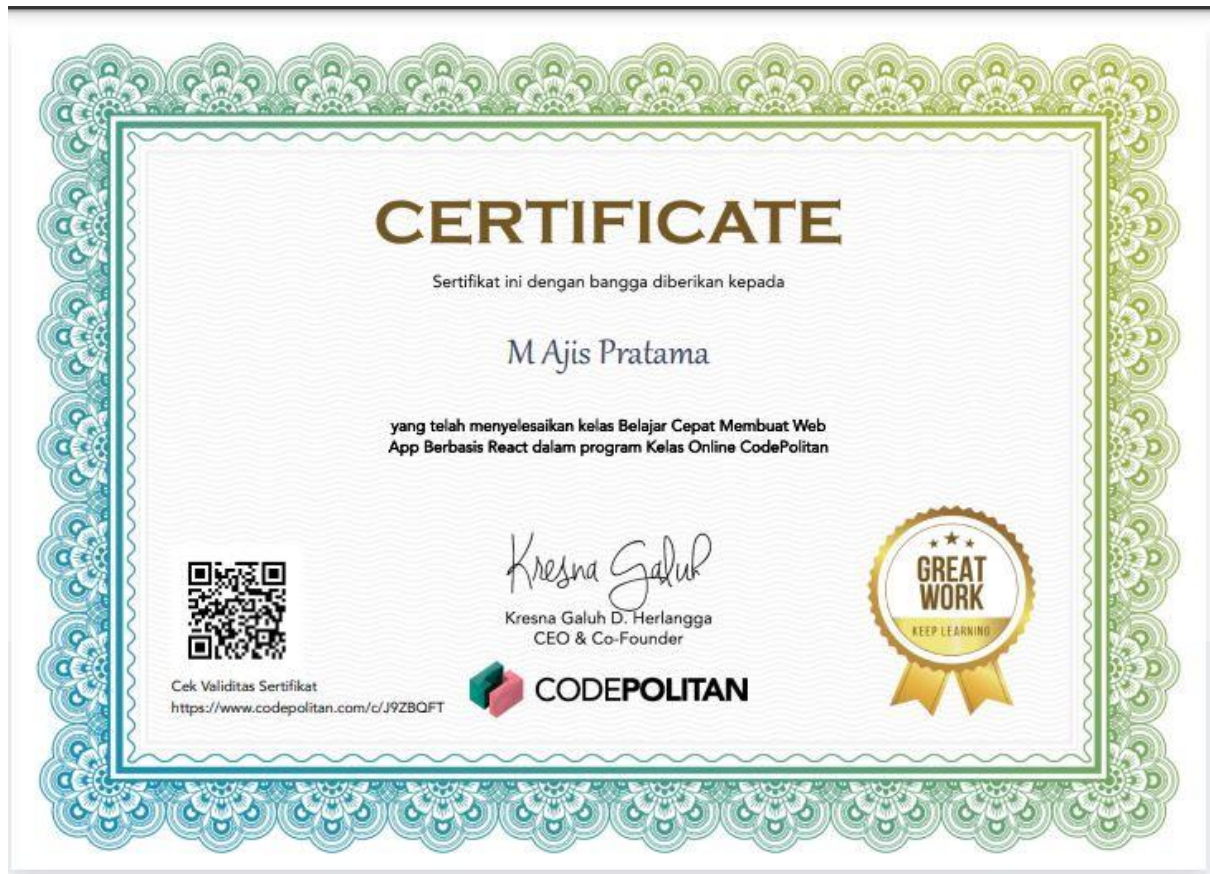 CERTIFICATE
Sertifikat ini dengan bangga diberikan kepada
M Ajis Pratama
yang telah menyelesaikan kelas Belajar Cepat Membuat Web
App Berbasis React dalam program Kelas Online CodePolitan
Kresna Galuh
Kresna Galuh D. Herlangga
CEO & Co-Founder
GREAT
WORK
KEEP LEARNING
Cek Validitas Sertifikat
https://www.codepolitan.com/c/J9ZBQFT
CODEPOLITAN